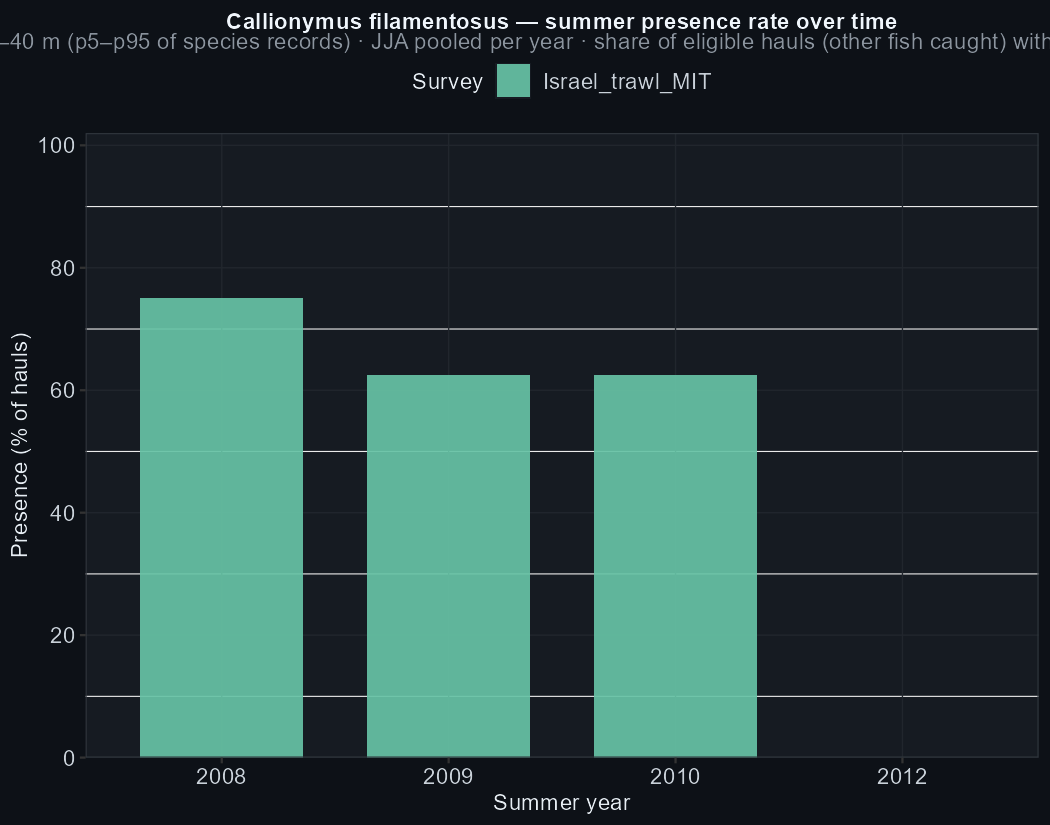 Callionymus filamentosus — summer presence rate over time
–40 m (p5–p95 of species records) · JJA pooled per year · share of eligible hauls (other fish caught) with
Survey Israel_trawl_MIT
Presence (% of hauls)
100
80
60
40
20
0
2008 2009 2010 2012
Summer year